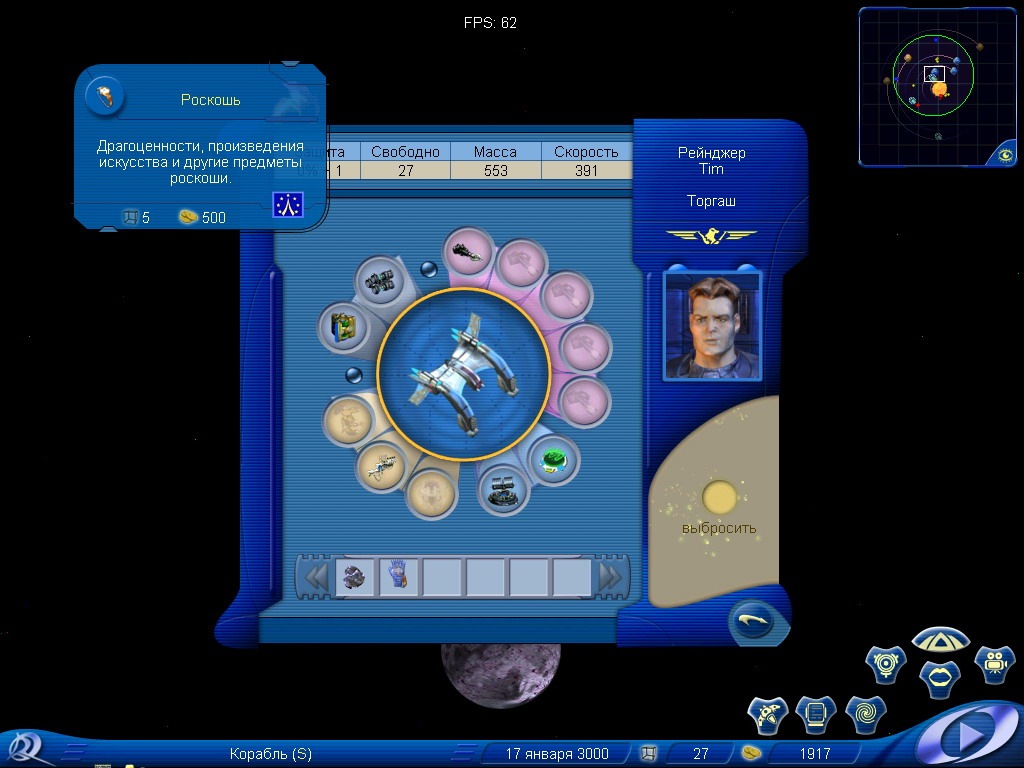 FPS: 62
Роскошь
Драгоценности, произведения
искусства и другие предметы
роскоши.
5 500
Свободно Масса Скорость
1 27 553 391
Рейнджер
Tim
Торгаш
выбросить
Корабль (S) 17 января 3000 27 1917